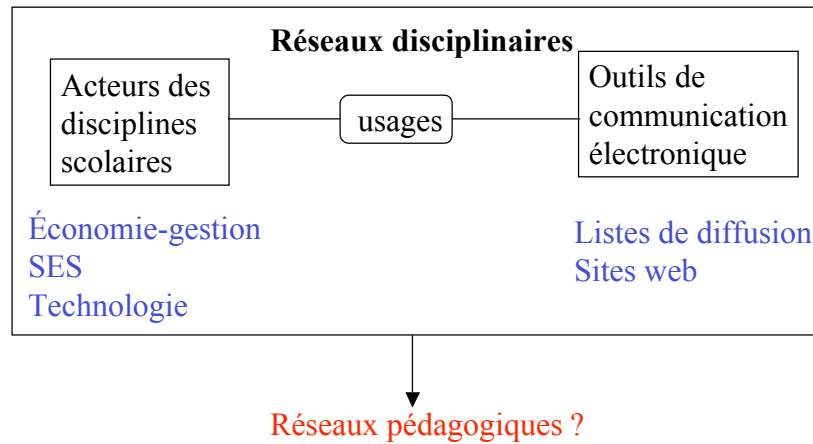 Réseaux disciplinaires
Acteurs des
disciplines
scolaires
usages
Outils de
communication
électronique
Économie-gestion
SES
Technologie
Listes de diffusion
Sites web
Réseaux pédagogiques ?